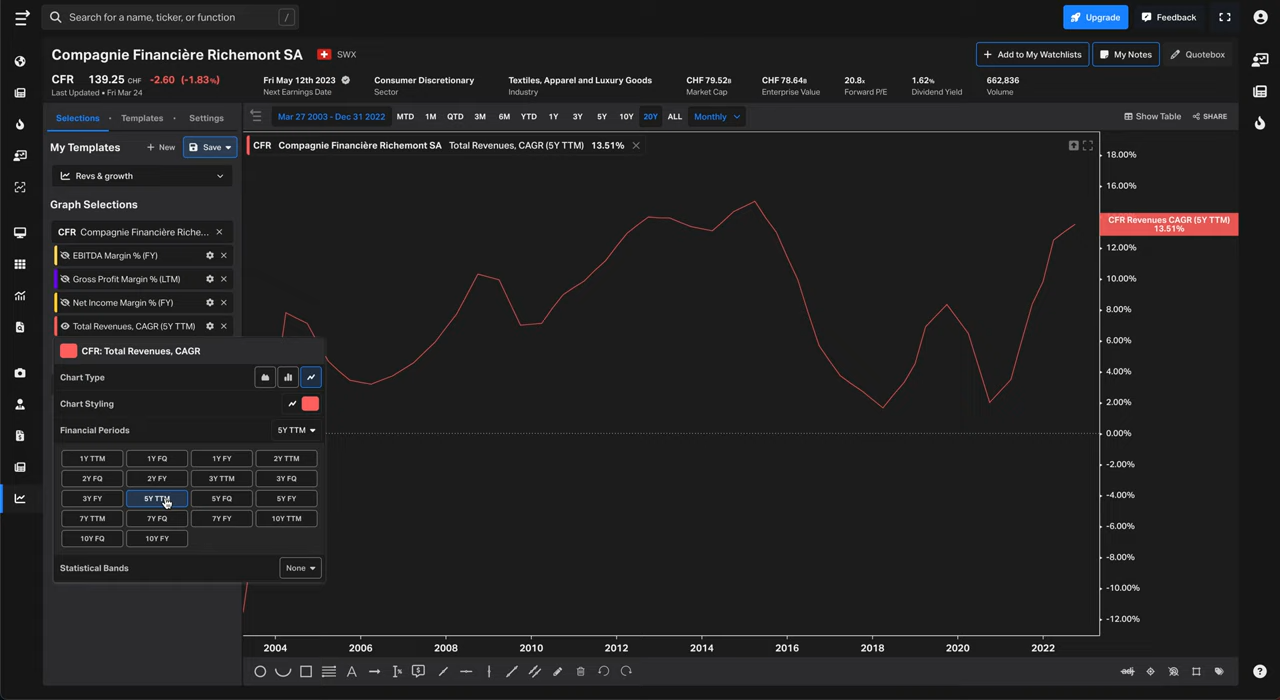 Search for a name, ticker, or function /
Upgrade
Feedback
Compagnie Financière Richemont SA SWX
Add to My Watchlists
My Notes
Quotebox
CFR 139.25 CHF -2.60 (-1.83%)
Last Updated • Fri Mar 24
Fri May 12th 2023
Next Earnings Date
Consumer Discretionary
Sector
Textiles, Apparel and Luxury Goods
Industry
CHF 79.52B
Market Cap
CHF 78.64B
Enterprise Value
20.8x
Forward P/E
1.62%
Dividend Yield
662,836
Volume
Selections • Templates • Settings
Mar 27 2003 - Dec 31 2022 MTD 1M QTD 3M 6M YTD 1Y 3Y 5Y 10Y 20Y ALL Monthly
Show Table SHARE
My Templates + New Save
Revs & growth
Graph Selections
CFR Compagnie Financière Riche... ×
EBITDA Margin % (FY) ×
Gross Profit Margin % (LTM) ×
Net Income Margin % (FY) ×
Total Revenues, CAGR (5Y TTM) ×
CFR: Total Revenues, CAGR
Chart Type
Chart Styling
Financial Periods 5Y TTM
1Y TTM 1Y FQ 1Y FY 2Y TTM
2Y FQ 2Y FY 3Y TTM 3Y FQ
3Y FY 5Y TTM 5Y FQ 5Y FY
7Y TTM 7Y FQ 7Y FY 10Y TTM
10Y FQ 10Y FY
Statistical Bands None
CFR Compagnie Financière Richemont SA Total Revenues, CAGR (5Y TTM) 13.51% ×
18.00%
16.00%
CFR Revenues CAGR (5Y TTM)
13.51%
12.00%
10.00%
8.00%
6.00%
4.00%
2.00%
0.00%
-2.00%
-4.00%
-6.00%
-8.00%
-10.00%
-12.00%
2004 2006 2008 2010 2012 2014 2016 2018 2020 2022
A